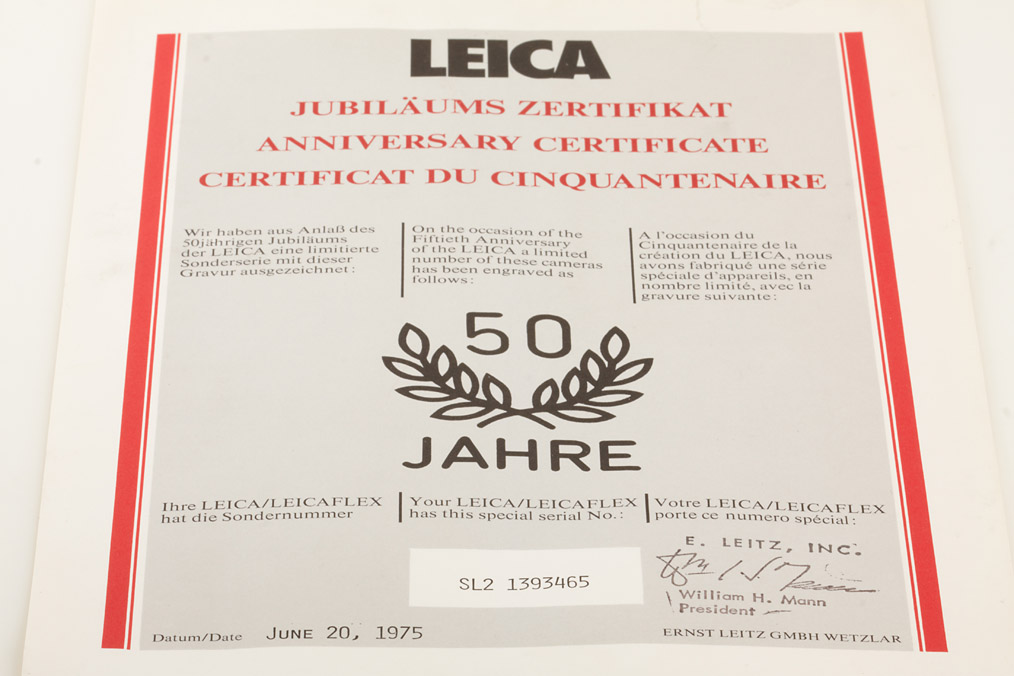 LEICA
JUBILÄUMS ZERTIFIKAT
ANNIVERSARY CERTIFICATE
CERTIFICAT DU CINQUANTENAIRE
Wir haben aus Anlaß des
50jährigen Jubiläums
der LEICA eine limitierte
Sonderserie mit dieser
Gravur ausgezeichnet:
On the occasion of the
Fiftieth Anniversary
of the LEICA a limited
number of these cameras
has been engraved as
follows:
A l'occasion du
Cinquantenaire de la
création du LEICA, nous
avons fabriqué une série
spéciale d'appareils, en
nombre limité, avec la
gravure suivante:
50
JAHRE
Ihre LEICA/LEICAFLEX
hat die Sondernummer
Your LEICA/LEICAFLEX
has this special serial No.:
Votre LEICA/LEICAFLEX
porte ce numero spécial:
SL2 1393465
E. LEITZ, INC.
William H. Mann
President
Datum/Date JUNE 20, 1975
ERNST LEITZ GMBH WETZLAR